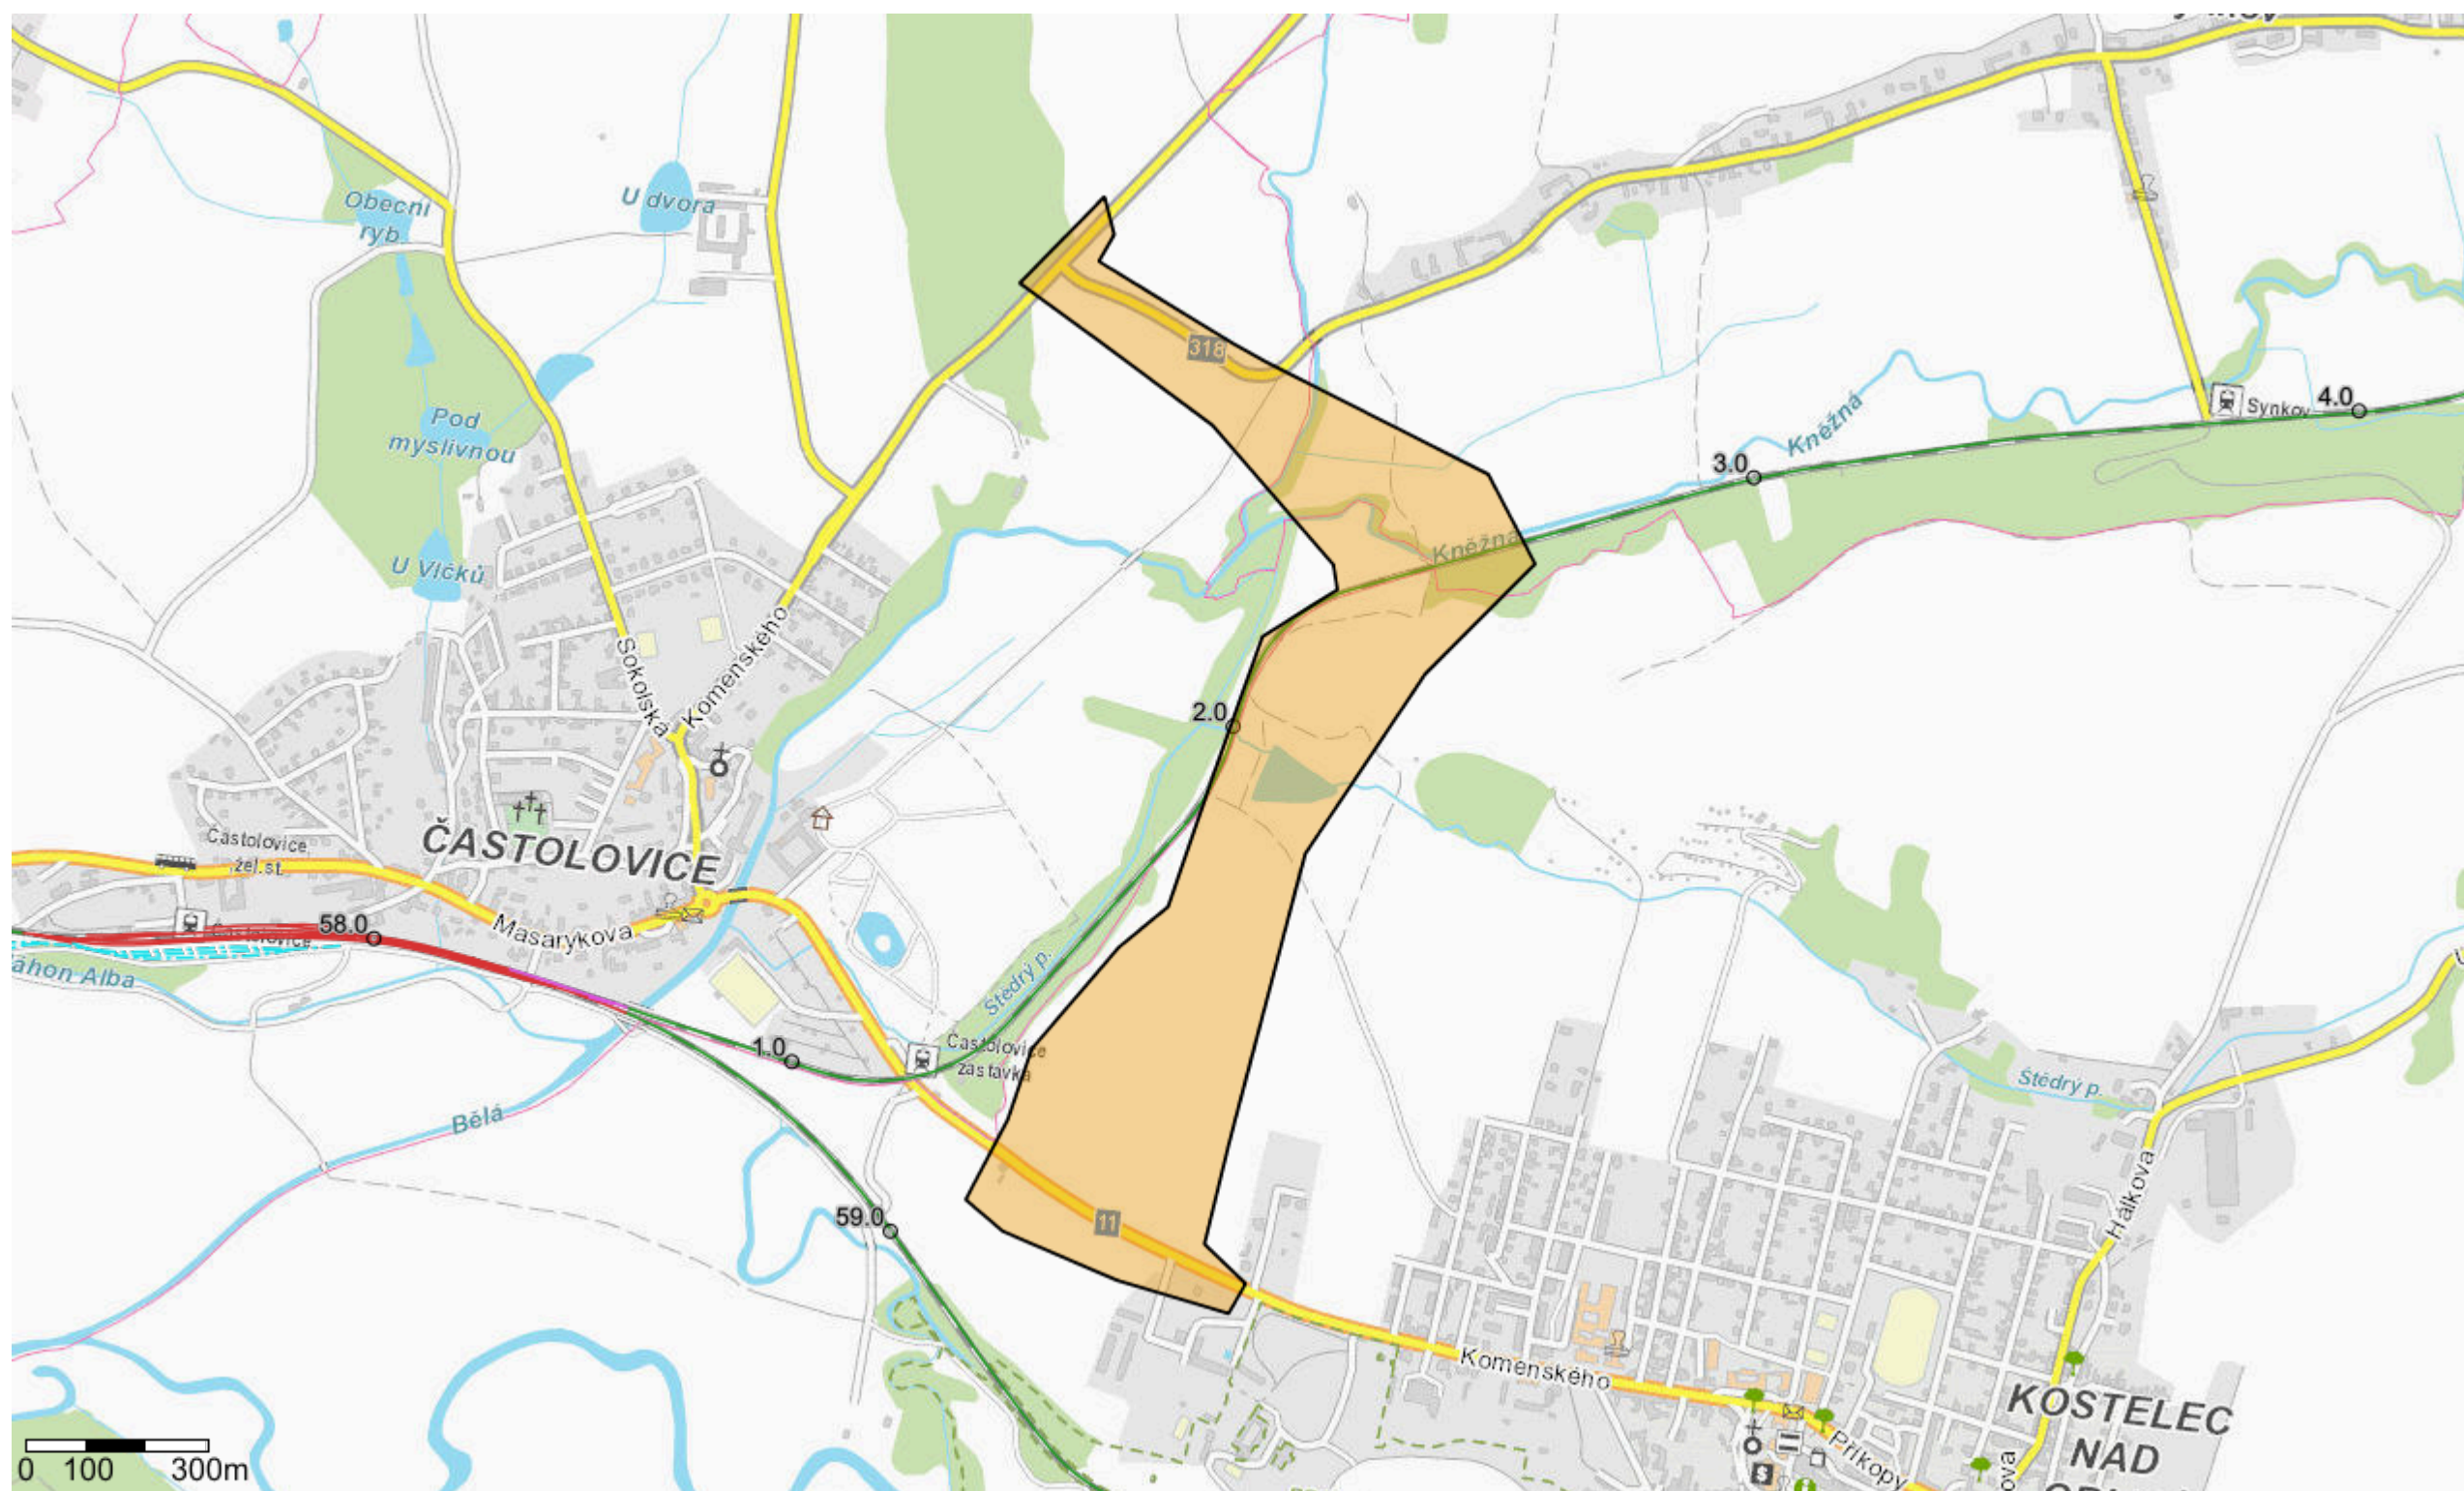 Obecní
ryb.
U dvora
318
Pod
myslivnou
Kněžná
Synkov
4.0
3.0
Kněžná
U Vlčků
Sokolská
Komenského
2.0
ČASTOLOVICE
Častolovice,
žel.st.
58.0
Masarykova
Častolovice
áhon Alba
Štědrý p.
1.0
Častolovice
zastávka
Bělá
Štědrý p.
59.0
11
Hálkova
Komenského
KOSTELEC
NAD
Příkopy
ova
0 100 300m